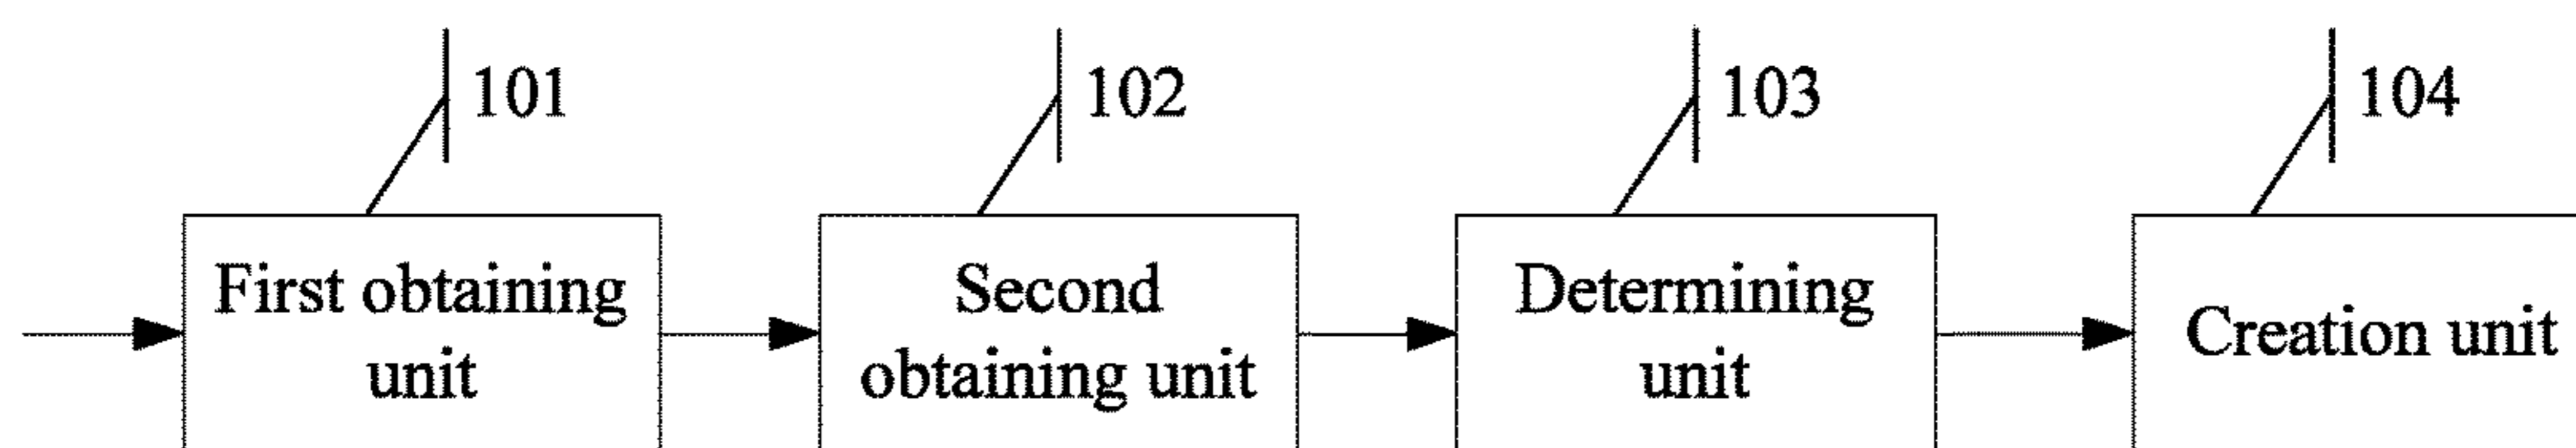 101
102
103
104
First obtaining
unit
Second
obtaining unit
Determining
unit
Creation unit